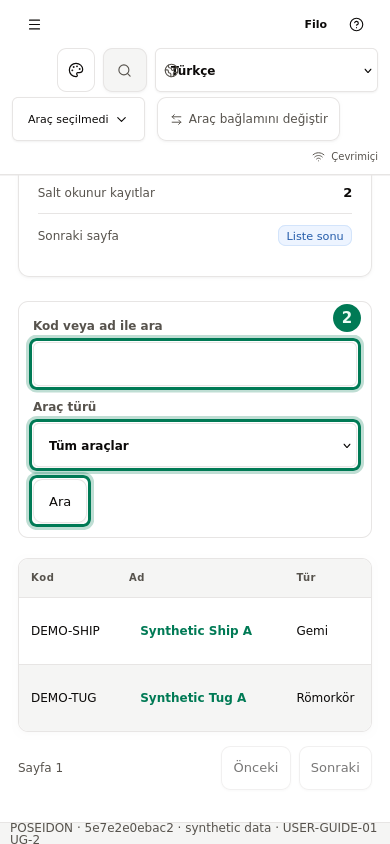 Filo
Türkçe
Araç seçilmedi
Araç bağlamını değiştir
Çevrimiçi
Salt okunur kayıtlar 2
Sonraki sayfa Liste sonu
2
Kod veya ad ile ara
Araç türü
Tüm araçlar
Ara
Kod Ad Tür
DEMO-SHIP Synthetic Ship A Gemi
DEMO-TUG Synthetic Tug A Römorkör
Sayfa 1 Önceki Sonraki
POSEIDON · 5e7e2e0ebac2 · synthetic data · USER-GUIDE-01
UG-2